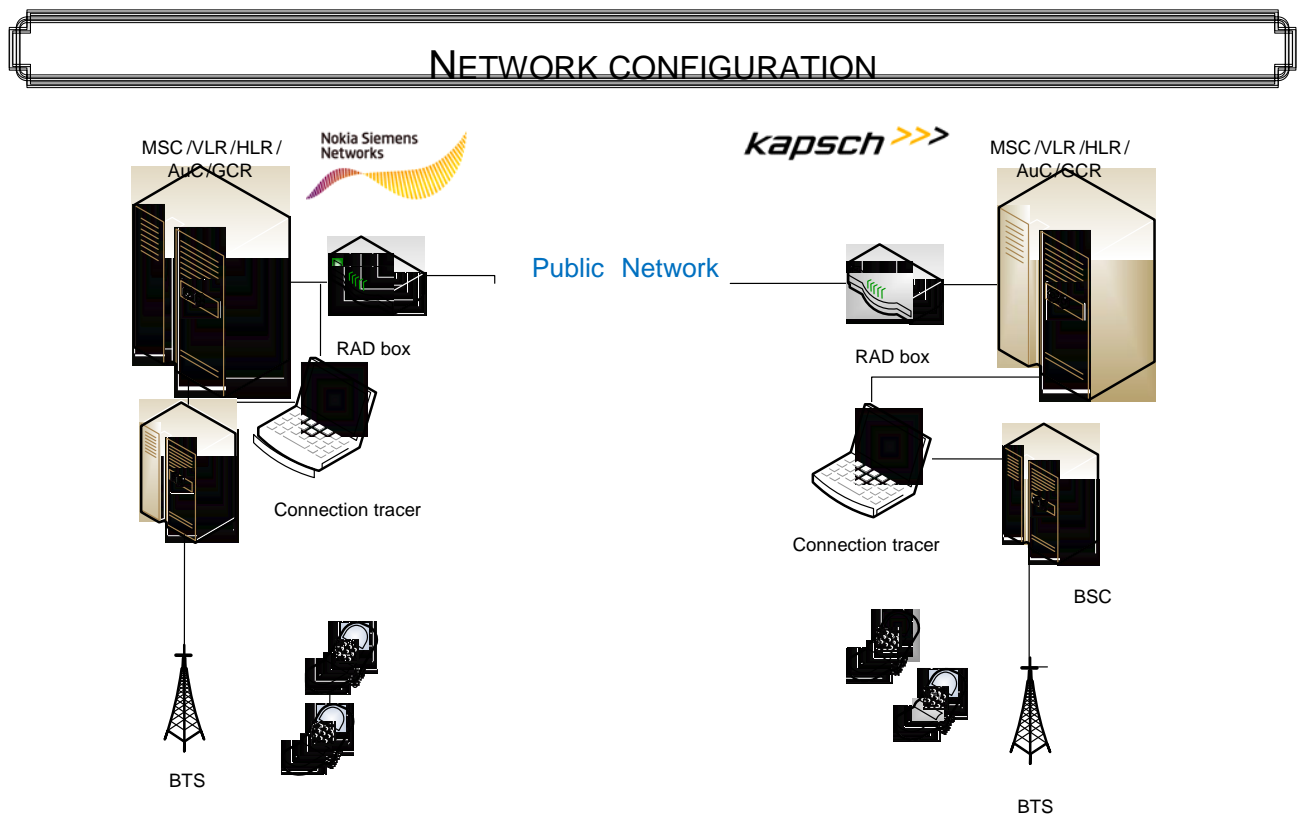 NETWORK CONFIGURATION
MSC /VLR /HLR /
AuC/GCR
Nokia Siemens
Networks
kapsch >>>
MSC /VLR /HLR /
AuC/GCR
Public Network
RAD box
RAD box
Connection tracer
Connection tracer
BSC
BTS
BTS